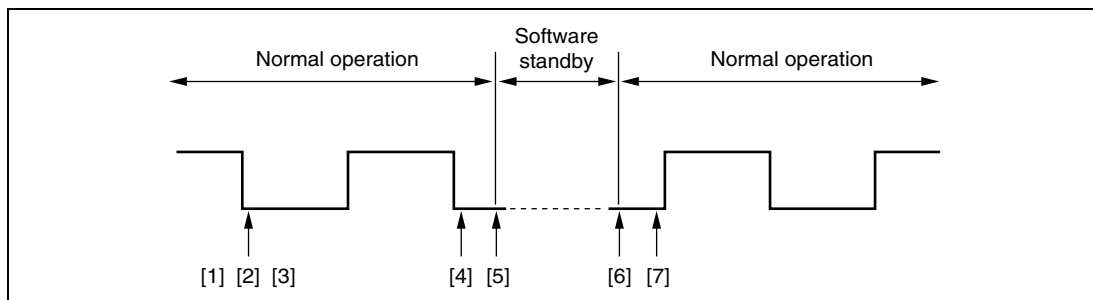 Software
standby
Normal operation
Normal operation
[1] [2] [3]
[4] [5]
[6] [7]